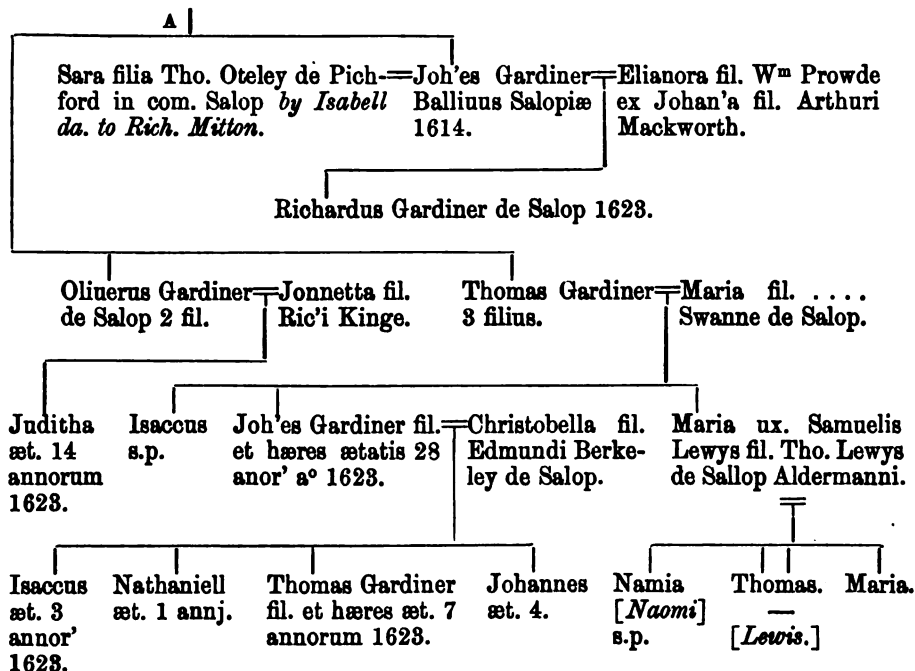 A
Sara filia Tho. Oteley de Pich-
ford in com. Salop by Isabell
da. to Rich. Mitton.
Joh'es Gardiner
Balliuus Salopiæ
1614.
Elianora fil. Wm Prowde
ex Johan'a fil. Arthuri
Mackworth.
Richardus Gardiner de Salop 1623.
Oliuerus Gardiner
de Salop 2 fil.
Jonnetta fil.
Ric'i Kinge.
Thomas Gardiner
3 filius.
Maria fil. ....
Swanne de Salop.
Juditha
æt. 14
annorum
1623.
Isaccus
s.p.
Joh'es Gardiner fil.
et hæres ætatis 28
anor' aº 1623.
Christobella fil.
Edmundi Berke-
ley de Salop.
Maria ux. Samuelis
Lewys fil. Tho. Lewys
de Sallop Aldermanni.
Isaccus
æt. 3
annor'
1623.
Nathaniell
æt. 1 annj.
Thomas Gardiner
fil. et hæres æt. 7
annorum 1623.
Johannes
æt. 4.
Namia
[Naomi]
s.p.
Thomas.
—
[Lewis.]
Maria.